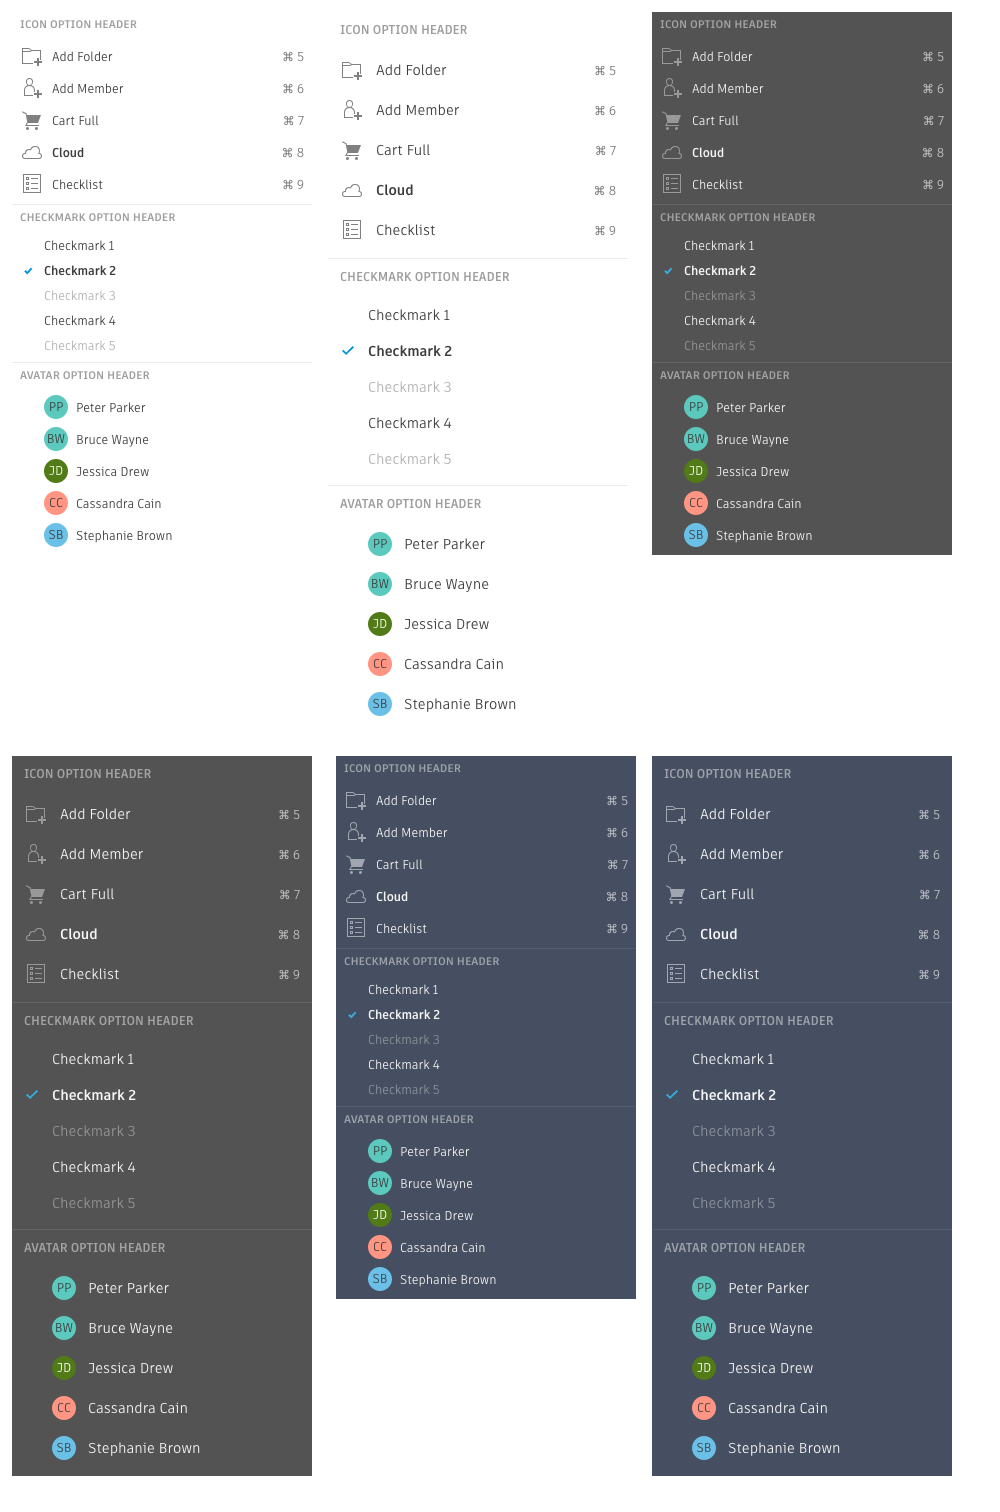 ICON OPTION HEADER
Add Folder ⌘ 5
Add Member ⌘ 6
Cart Full ⌘ 7
Cloud ⌘ 8
Checklist ⌘ 9
CHECKMARK OPTION HEADER
Checkmark 1
Checkmark 2
Checkmark 3
Checkmark 4
Checkmark 5
AVATAR OPTION HEADER
PP Peter Parker
BW Bruce Wayne
JD Jessica Drew
CC Cassandra Cain
SB Stephanie Brown
ICON OPTION HEADER
Add Folder ⌘ 5
Add Member ⌘ 6
Cart Full ⌘ 7
Cloud ⌘ 8
Checklist ⌘ 9
CHECKMARK OPTION HEADER
Checkmark 1
Checkmark 2
Checkmark 3
Checkmark 4
Checkmark 5
AVATAR OPTION HEADER
PP Peter Parker
BW Bruce Wayne
JD Jessica Drew
CC Cassandra Cain
SB Stephanie Brown
ICON OPTION HEADER
Add Folder ⌘ 5
Add Member ⌘ 6
Cart Full ⌘ 7
Cloud ⌘ 8
Checklist ⌘ 9
CHECKMARK OPTION HEADER
Checkmark 1
Checkmark 2
Checkmark 3
Checkmark 4
Checkmark 5
AVATAR OPTION HEADER
PP Peter Parker
BW Bruce Wayne
JD Jessica Drew
CC Cassandra Cain
SB Stephanie Brown
ICON OPTION HEADER
Add Folder ⌘ 5
Add Member ⌘ 6
Cart Full ⌘ 7
Cloud ⌘ 8
Checklist ⌘ 9
CHECKMARK OPTION HEADER
Checkmark 1
Checkmark 2
Checkmark 3
Checkmark 4
Checkmark 5
AVATAR OPTION HEADER
PP Peter Parker
BW Bruce Wayne
JD Jessica Drew
CC Cassandra Cain
SB Stephanie Brown
ICON OPTION HEADER
Add Folder ⌘ 5
Add Member ⌘ 6
Cart Full ⌘ 7
Cloud ⌘ 8
Checklist ⌘ 9
CHECKMARK OPTION HEADER
Checkmark 1
Checkmark 2
Checkmark 3
Checkmark 4
Checkmark 5
AVATAR OPTION HEADER
PP Peter Parker
BW Bruce Wayne
JD Jessica Drew
CC Cassandra Cain
SB Stephanie Brown
ICON OPTION HEADER
Add Folder ⌘ 5
Add Member ⌘ 6
Cart Full ⌘ 7
Cloud ⌘ 8
Checklist ⌘ 9
CHECKMARK OPTION HEADER
Checkmark 1
Checkmark 2
Checkmark 3
Checkmark 4
Checkmark 5
AVATAR OPTION HEADER
PP Peter Parker
BW Bruce Wayne
JD Jessica Drew
CC Cassandra Cain
SB Stephanie Brown